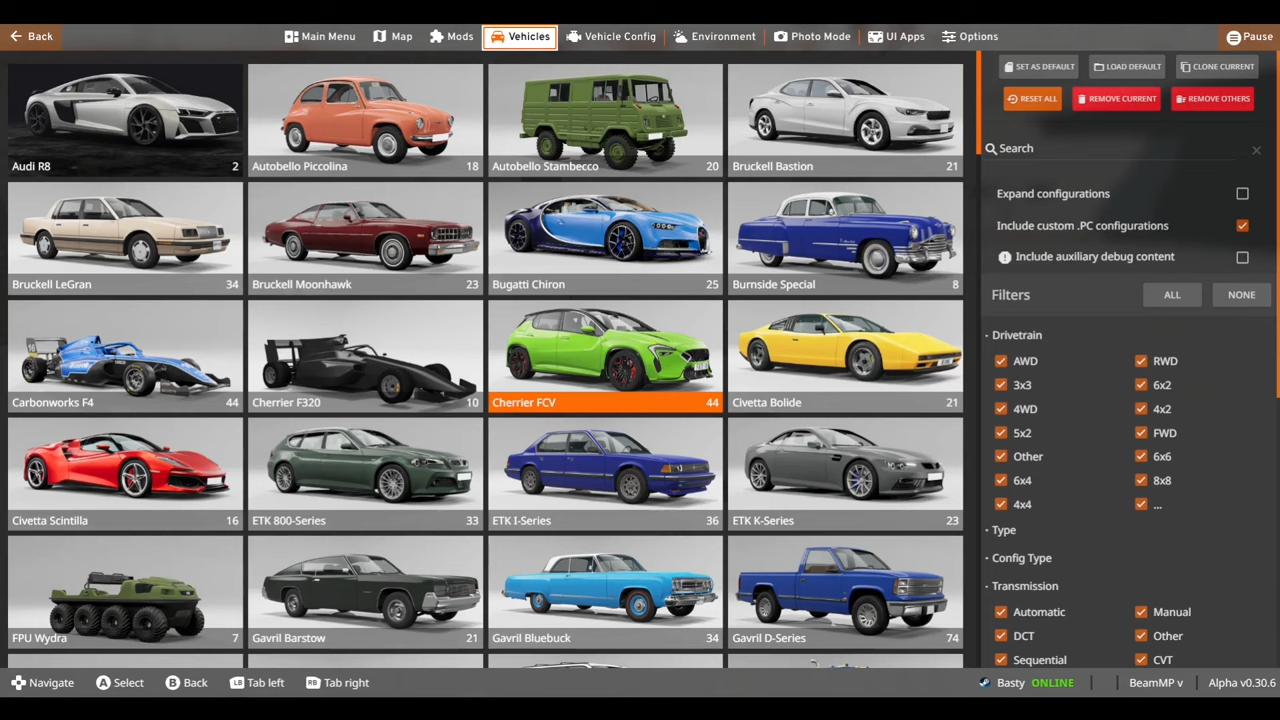 Back
Main Menu
Map
Mods
Vehicles
Vehicle Config
Environment
Photo Mode
UI Apps
Options
Pause
SET AS DEFAULT
LOAD DEFAULT
CLONE CURRENT
RESET ALL
REMOVE CURRENT
REMOVE OTHERS
Audi R8 2
Autobello Piccolina 18
Autobello Stambecco 20
Bruckell Bastion 21
Bruckell LeGran 34
Bruckell Moonhawk 23
Bugatti Chiron 25
Burnside Special 8
Carbonworks F4 44
Cherrier F320 10
Cherrier FCV 44
Civetta Bolide 21
Civetta Scintilla 16
ETK 800-Series 33
ETK I-Series 36
ETK K-Series 23
FPU Wydra 7
Gavril Barstow 21
Gavril Bluebuck 34
Gavril D-Series 74
Search
Expand configurations
Include custom .PC configurations
Include auxiliary debug content
Filters ALL NONE
- Drivetrain
AWD RWD
3x3 6x2
4WD 4x2
5x2 FWD
Other 6x6
6x4 8x8
4x4 ...
- Type
- Config Type
- Transmission
Automatic Manual
DCT Other
Sequential CVT
Navigate A Select B Back LB Tab left RB Tab right
Basty ONLINE BeamMP v Alpha v0.30.6